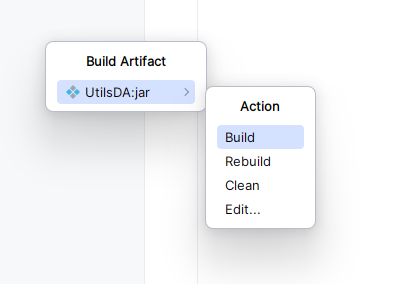 Build Artifact
UtilsDA:jar
Action
Build
Rebuild
Clean
Edit...